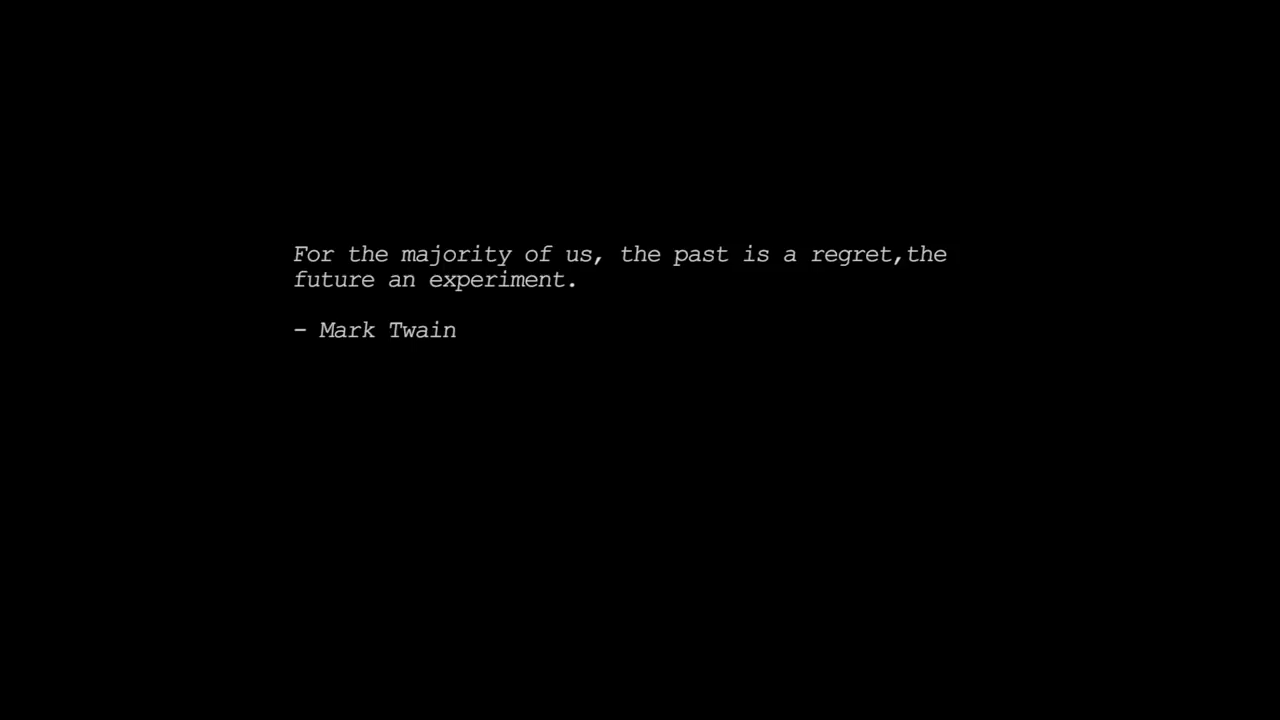 For the majority of us, the past is a regret,the
future an experiment.
- Mark Twain